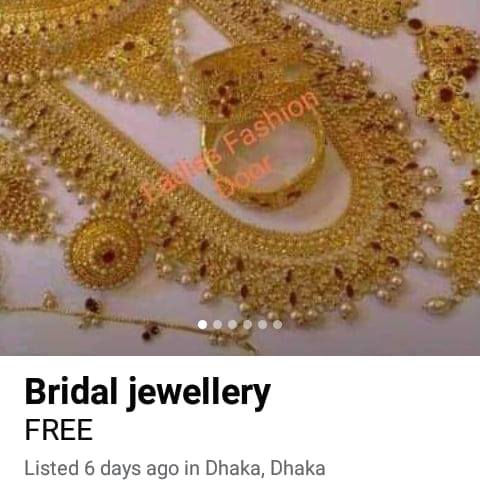 Ladies Fashion
Door
Bridal jewellery
FREE
Listed 6 days ago in Dhaka, Dhaka